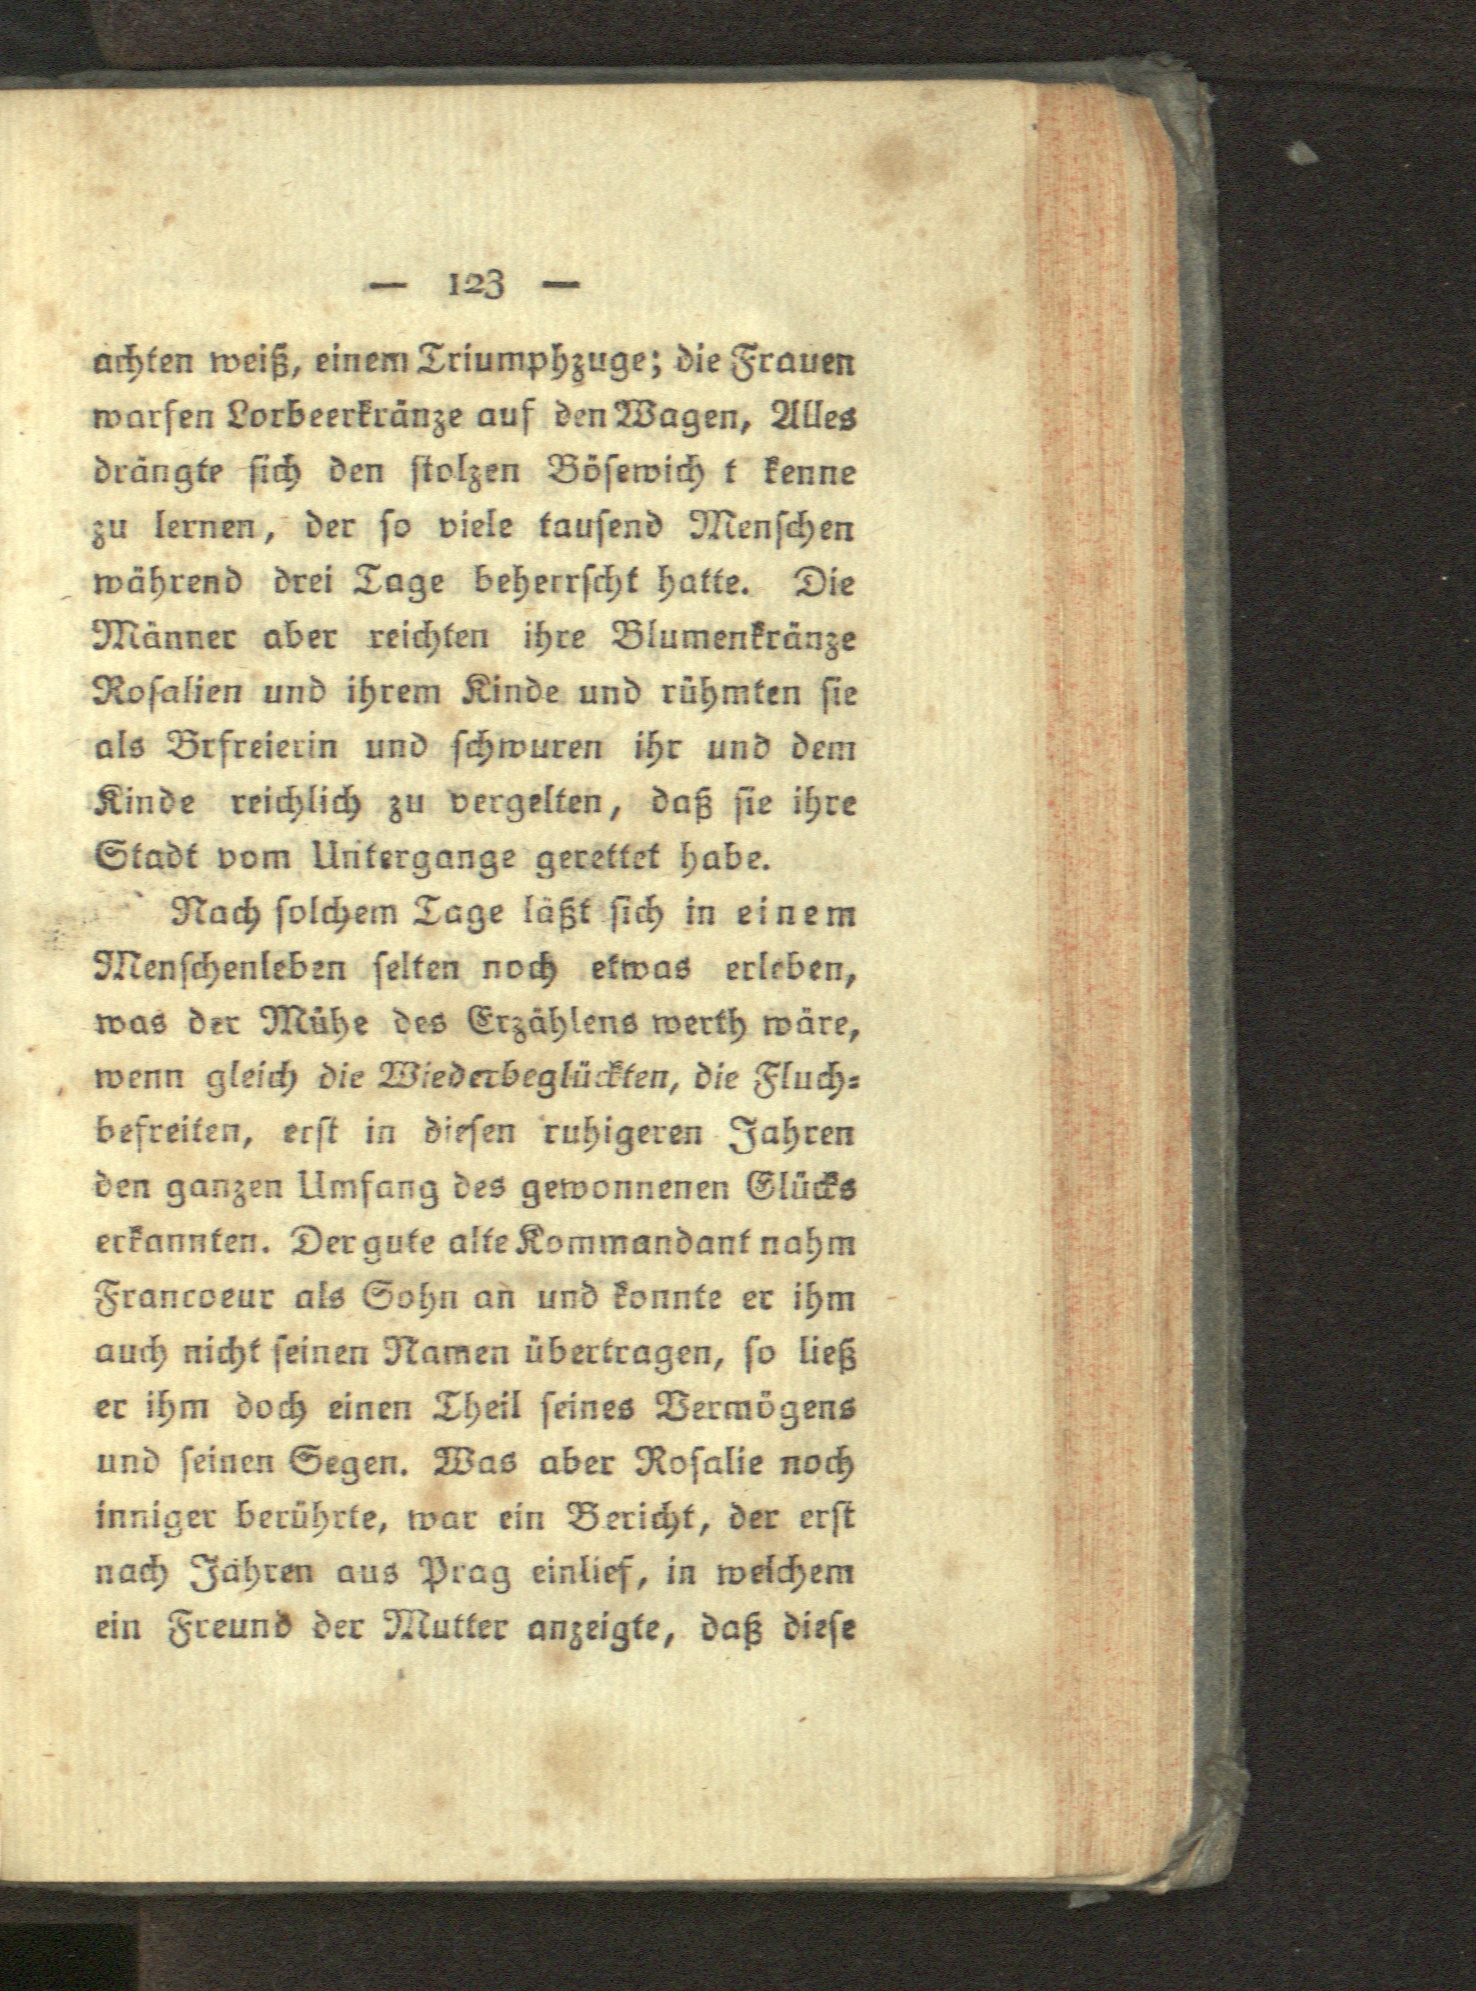 — 123 —
achten weiß, einem Triumphzuge; die Frauen
warfen Lorbeerkränze auf den Wagen, Alles
drängte ſich den ſtolzen Böſewich t kenne
zu lernen, der ſo viele tauſend Menſchen
während drei Tage beherrſcht hatte. Die
Männer aber reichten ihre Blumenkränze
Roſalien und ihrem Kinde und rühmten ſie
als Brfreierin und ſchwuren ihr und dem
Kinde reichlich zu vergelten, daß ſie ihre
Stadt vom Untergange gerettet habe.
Nach ſolchem Tage läßt ſich in einem
Menſchenleben ſelten noch etwas erleben,
was der Mühe des Erzählens werth wäre,
wenn gleich die Wiederbeglückten, die Fluch-
befreiten, erſt in dieſen ruhigeren Jahren
den ganzen Umfang des gewonnenen Glücks
erkannten. Der gute alte Kommandant nahm
Francoeur als Sohn an und konnte er ihm
auch nicht ſeinen Namen übertragen, ſo ließ
er ihm doch einen Theil ſeines Vermögens
und ſeinen Segen. Was aber Roſalie noch
inniger berührte, war ein Bericht, der erſt
nach Jahren aus Prag einlief, in welchem
ein Freund der Mutter anzeigte, daß dieſe